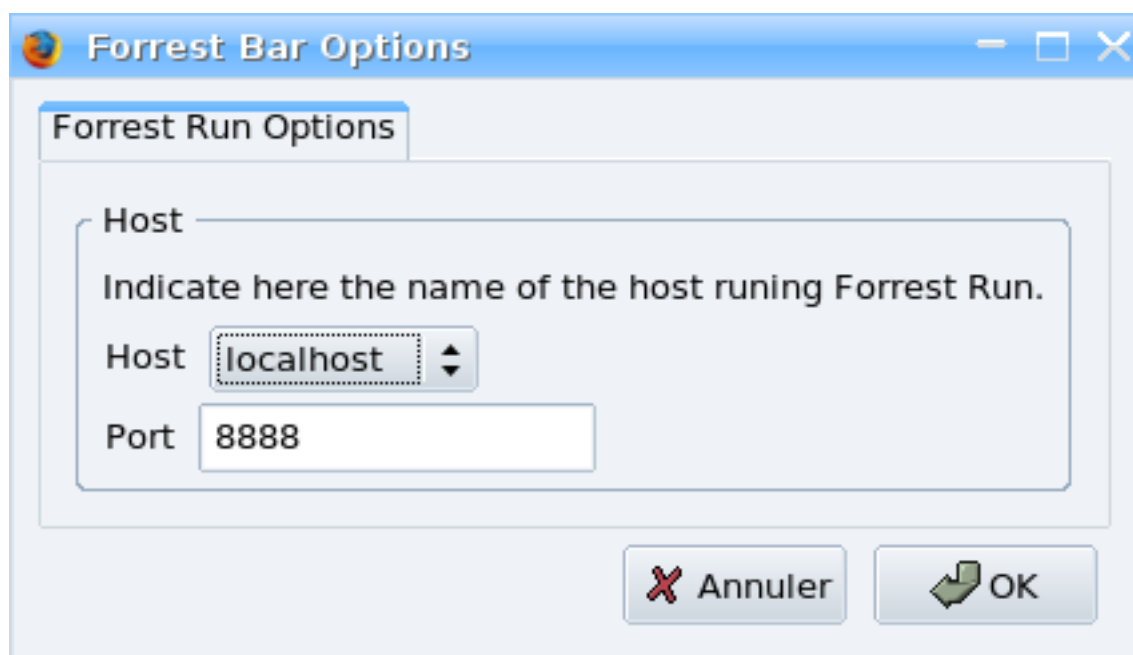 Forrest Bar Options
Forrest Run Options
Host
Indicate here the name of the host runing Forrest Run.
Host localhost
Port 8888
Annuler OK